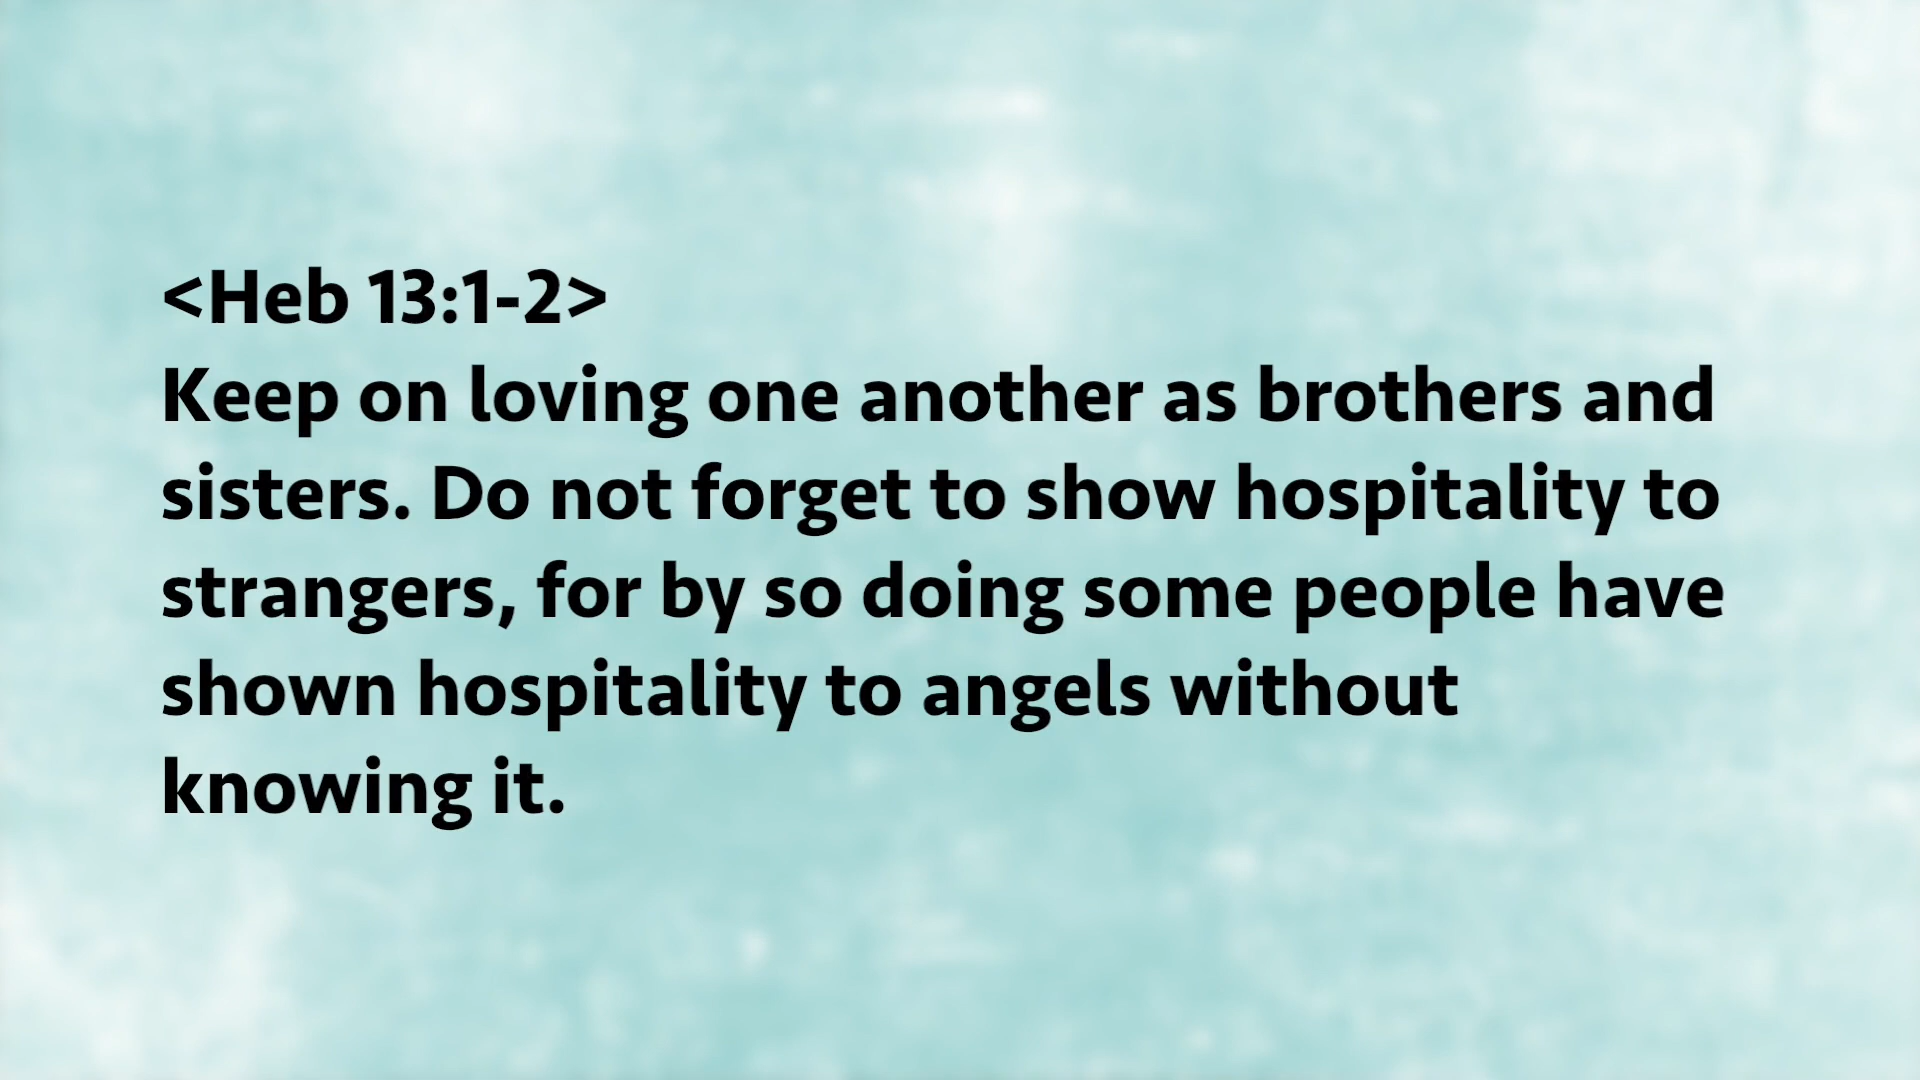 <Heb 13:1-2>
Keep on loving one another as brothers and
sisters. Do not forget to show hospitality to
strangers, for by so doing some people have
shown hospitality to angels without
knowing it.